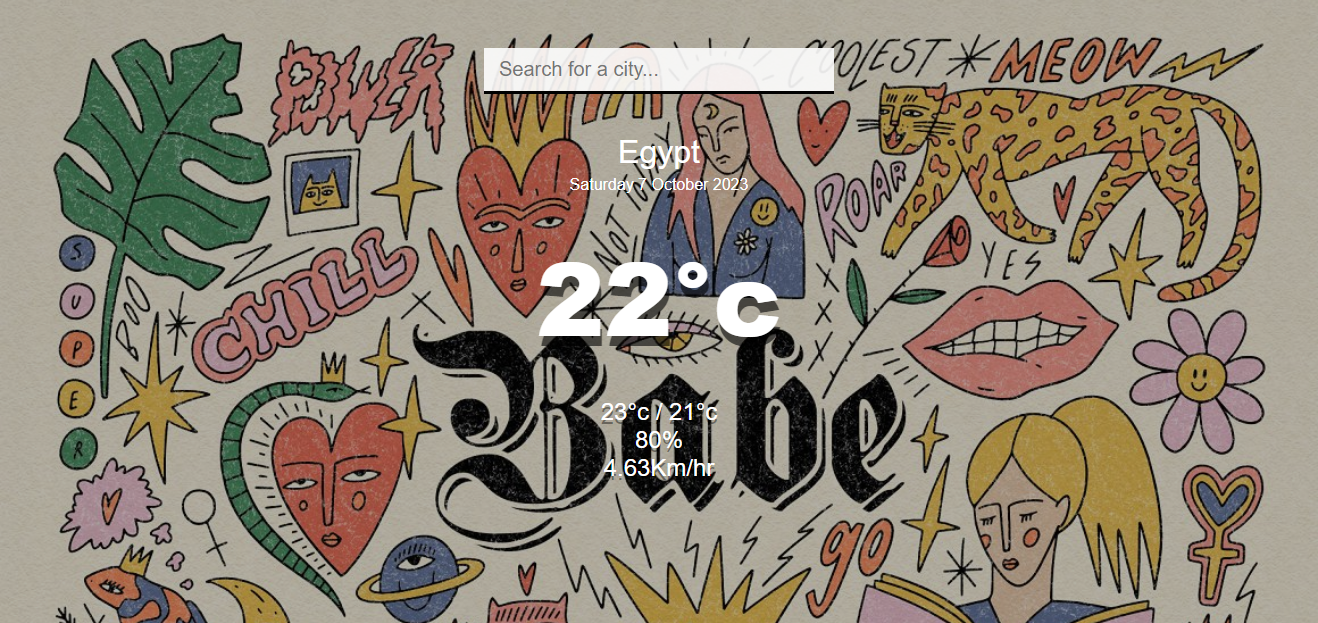 POWER
COOLEST
MEOW
Search for a city...
Egypt
Saturday 7 October 2023
NOT
ROAR
YES
CHILL
BOO
SUPER
22°c
Babe
23°c / 21°c
80%
4.63Km/hr
go